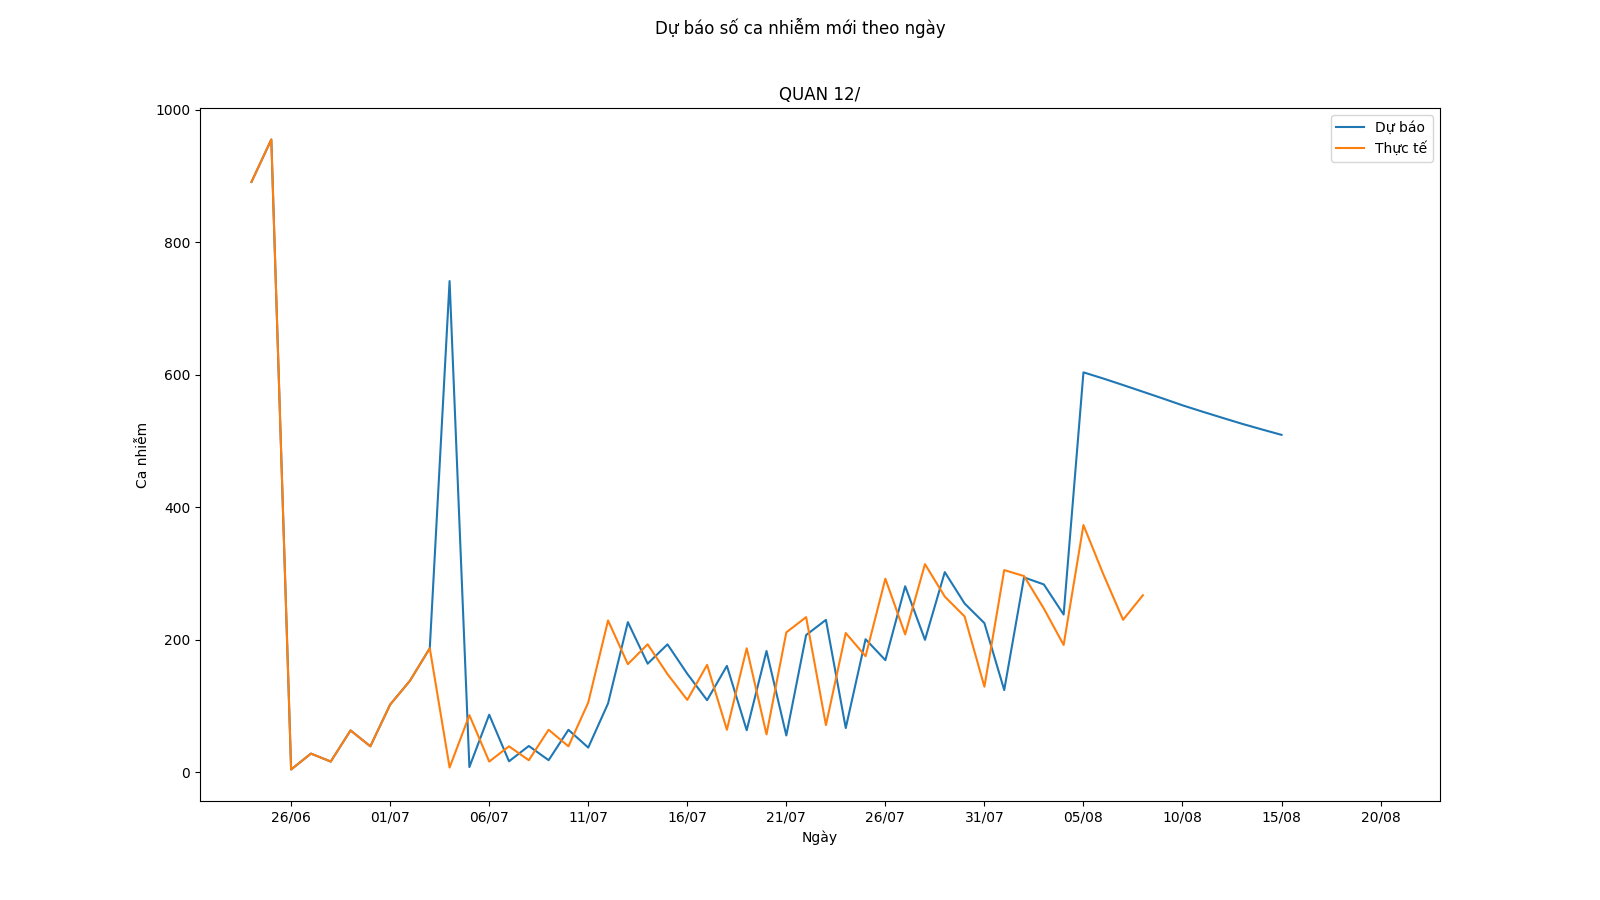 Dự báo số ca nhiễm mới theo ngày
QUAN 12/
1000
800
600
400
200
0
Ca nhiễm
Dự báo
Thực tế
26/06 01/07 06/07 11/07 16/07 21/07 26/07 31/07 05/08 10/08 15/08 20/08
Ngày